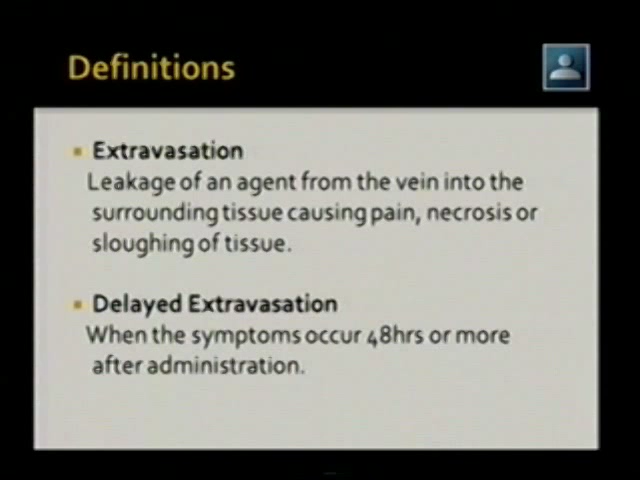 Definitions
Extravasation
Leakage of an agent from the vein into the
surrounding tissue causing pain, necrosis or
sloughing of tissue.
Delayed Extravasation
When the symptoms occur 48hrs or more
after administration.